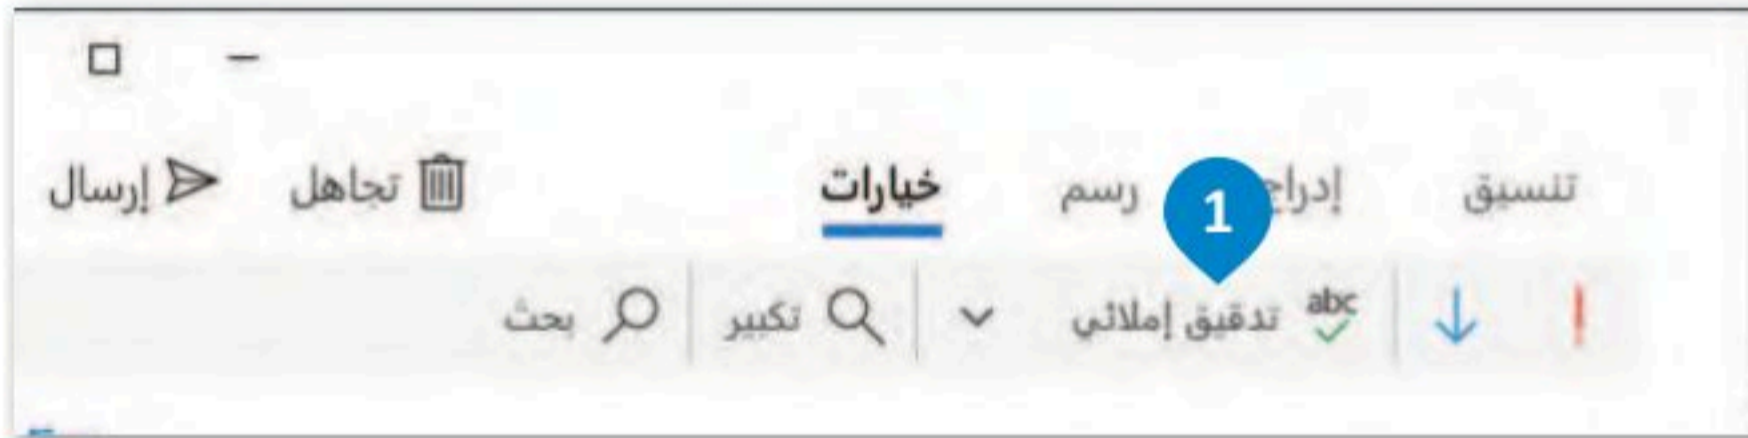 تجاهل إرسال
تنسيق إدراج رسم خيارات
1
abc تدقيق إملائي تكبير بحث